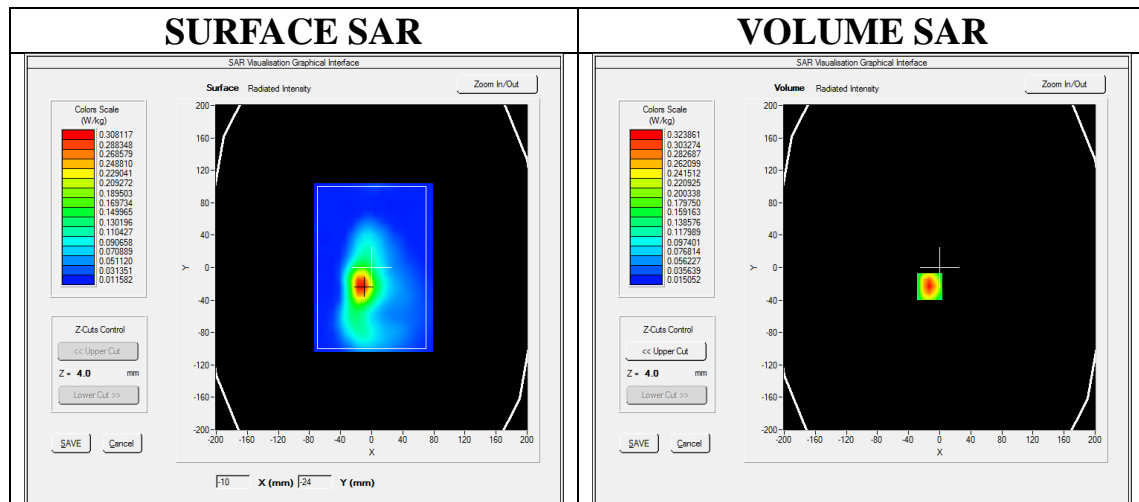 SURFACE SAR
SAR Visualisation Graphical Interface
Surface Radiated Intensity
Zoom In/Out
Colors Scale
(W/kg)
0.308117
0.288348
0.268579
0.248810
0.229041
0.209272
0.189503
0.169734
0.149965
0.130196
0.110427
0.090658
0.070889
0.051120
0.031351
0.011582
Z-Cuts Control
<< Upper Cut
Z = 4.0 mm
Lower Cut >>
SAVE Cancel
200
160
120
80
40
0
-40
-80
-120
-160
-200
Y
-200 -160 -120 -80 -40 0 40 80 120 160 200
X
-10 X (mm) -24 Y (mm)
VOLUME SAR
SAR Visualisation Graphical Interface
Volume Radiated Intensity
Zoom In/Out
Colors Scale
(W/kg)
0.323861
0.303274
0.282687
0.262099
0.241512
0.220925
0.200338
0.179750
0.159163
0.138576
0.117989
0.097401
0.076814
0.056227
0.035639
0.015052
Z-Cuts Control
<< Upper Cut
Z = 4.0 mm
Lower Cut >>
SAVE Cancel
200
160
120
80
40
0
-40
-80
-120
-160
-200
Y
-200 -160 -120 -80 -40 0 40 80 120 160 200
X